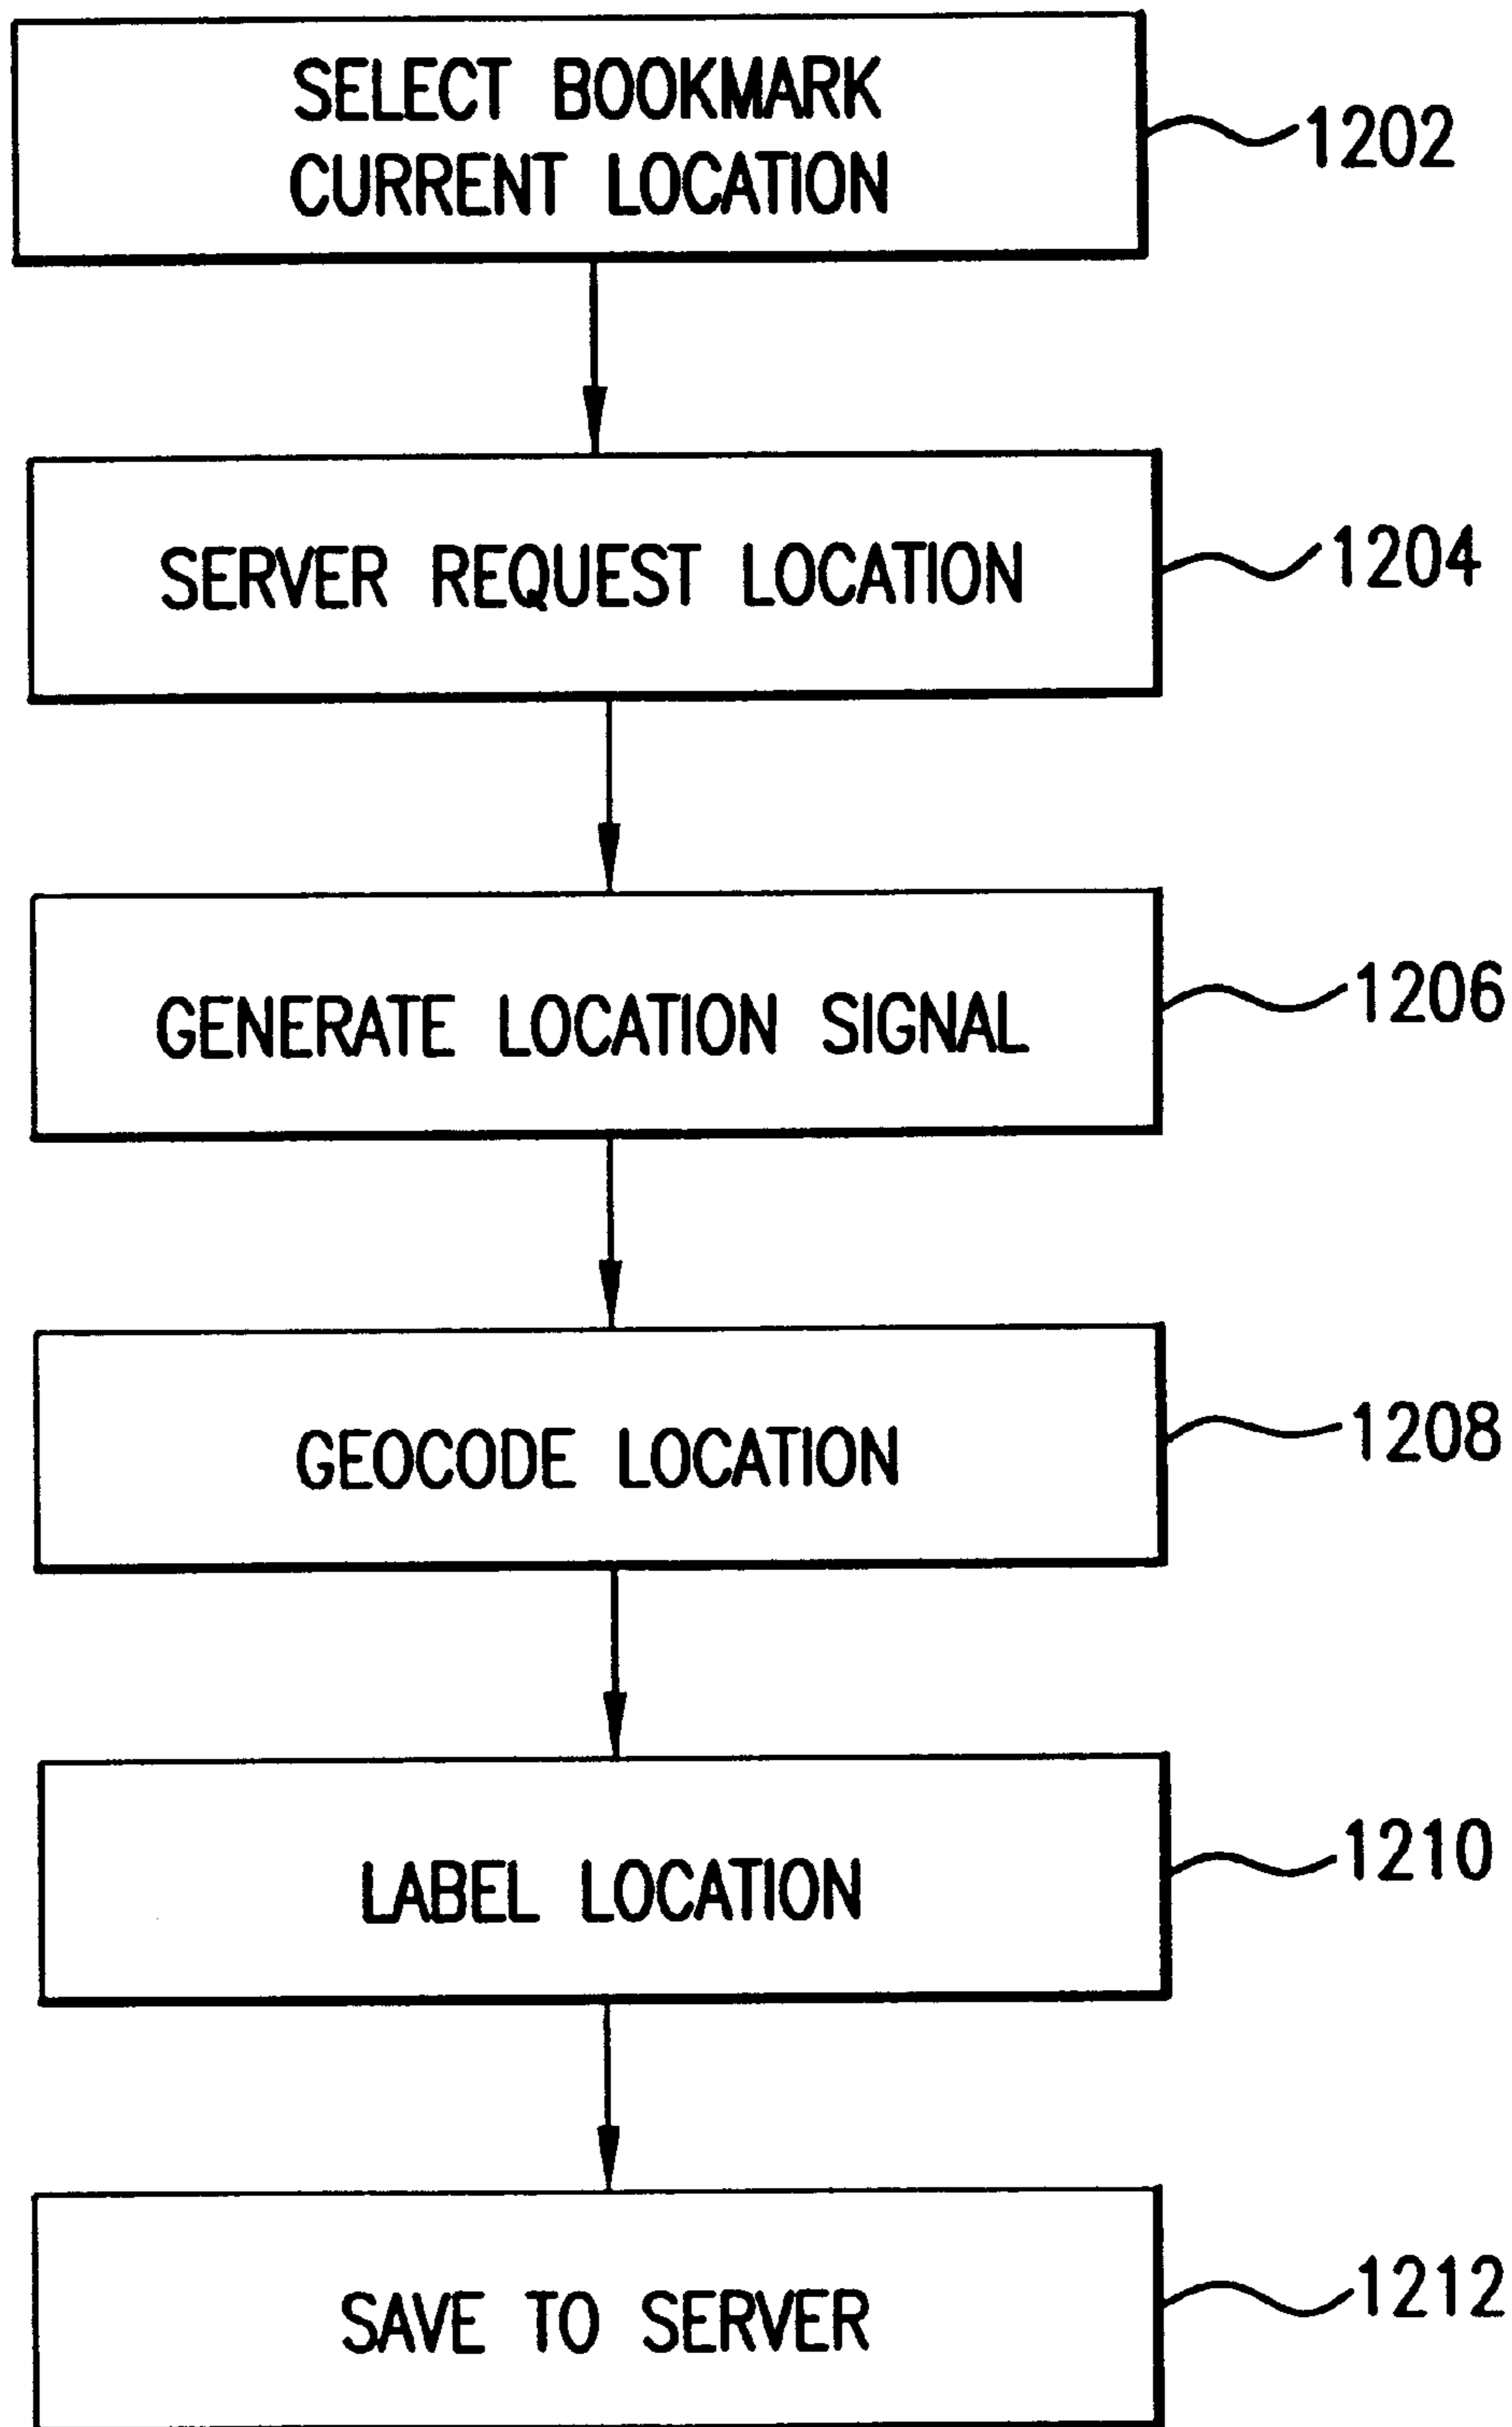 SELECT BOOKMARK
CURRENT LOCATION
1202
SERVER REQUEST LOCATION
1204
GENERATE LOCATION SIGNAL
1206
GEOCODE LOCATION
1208
LABEL LOCATION
1210
SAVE TO SERVER
1212